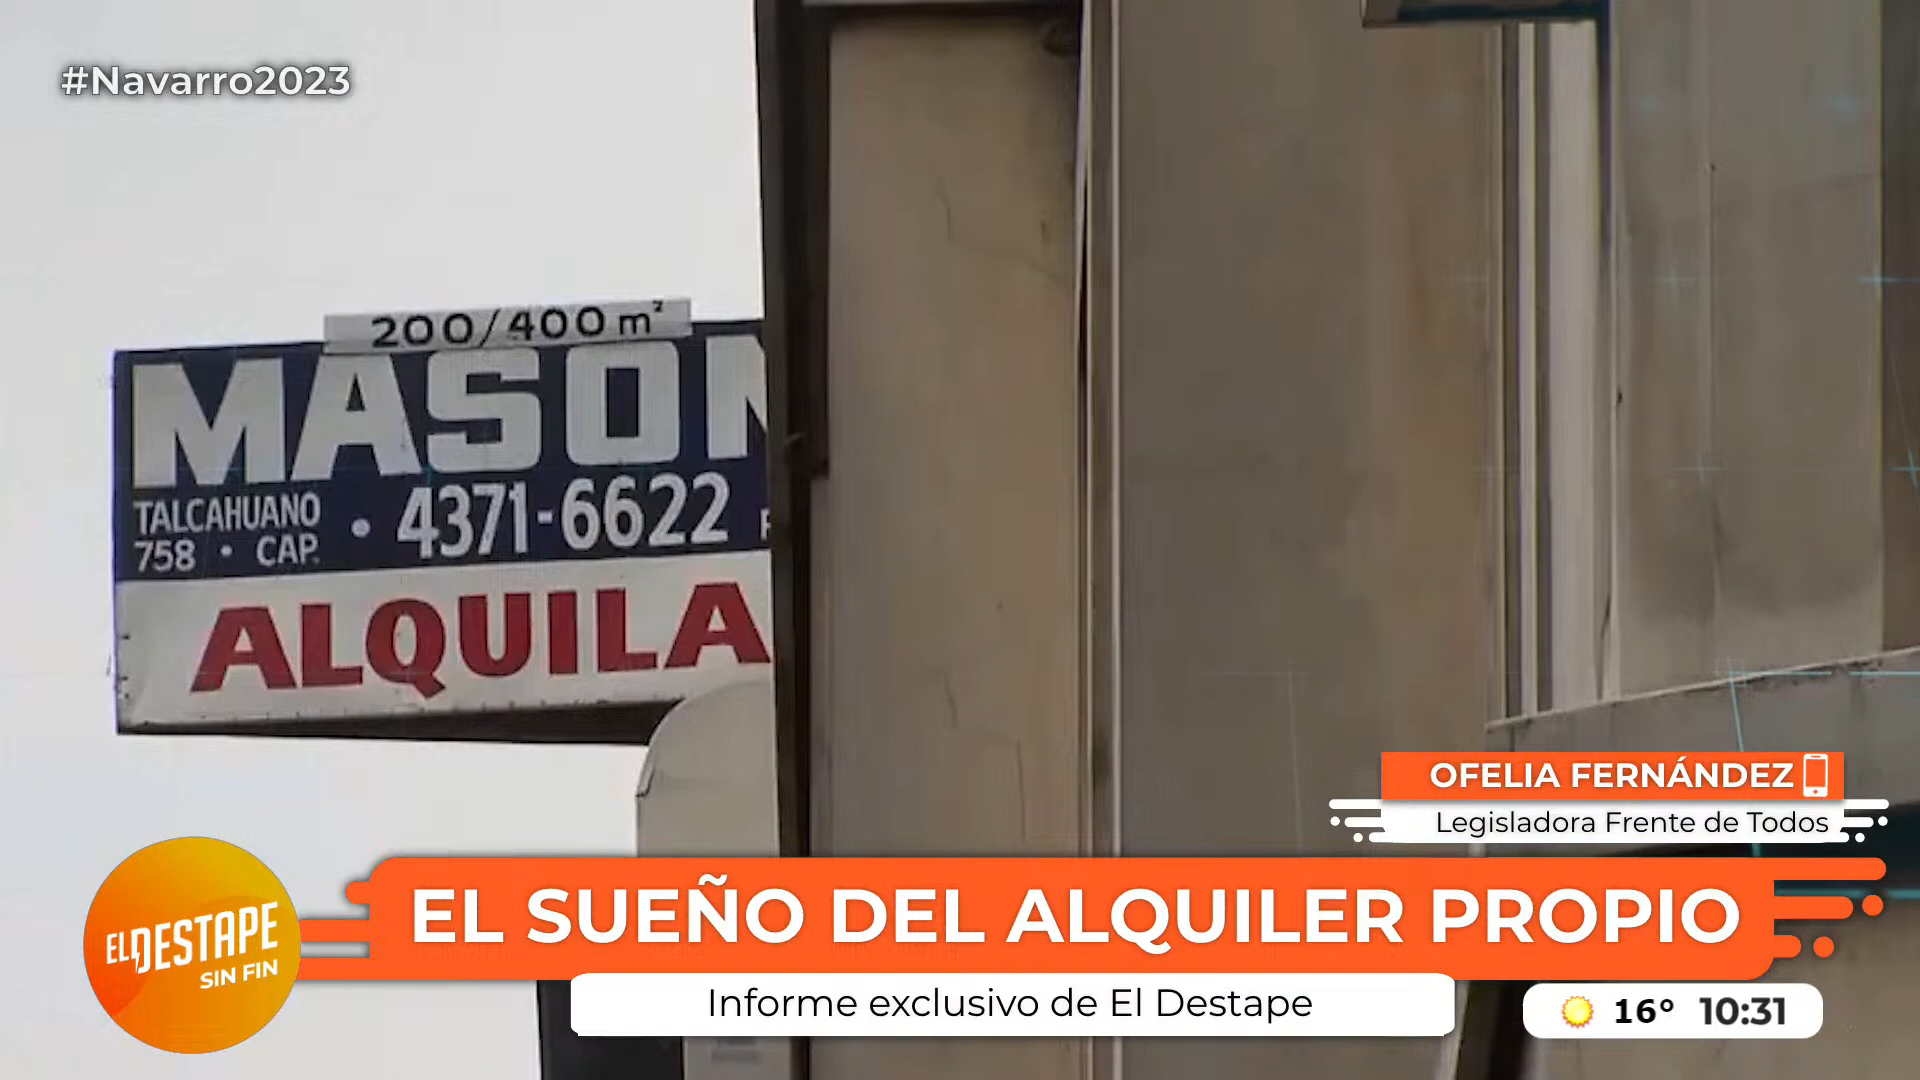 #Navarro2023
200/400 m²
MASON
TALCAHUANO
758 • CAP. • 4371-6622
ALQUILA
OFELIA FERNÁNDEZ
Legisladora Frente de Todos
EL SUEÑO DEL ALQUILER PROPIO
EL DESTAPE
SIN FIN
Informe exclusivo de El Destape
16° 10:31